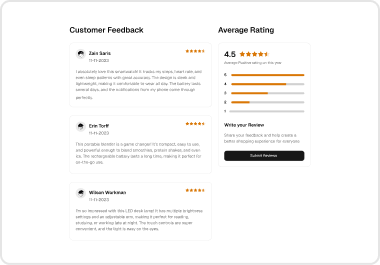 Customer Feedback
Zain Saris
11-11-2023
I absolutely love this smartwatch! It tracks my steps, heart rate, and
even sleep patterns with great accuracy. The design is sleek and
lightweight, making it comfortable to wear all day. The battery lasts
several days, and the notifications from my phone come through
perfectly.
Erin Torff
11-11-2023
This portable blender is a game changer! It's compact, easy to use,
and powerful enough to blend smoothies, protein shakes, and even
ice. The rechargeable battery lasts a long time, making it perfect for
on-the-go use.
Wilson Workman
11-11-2023
I'm so impressed with this LED desk lamp! It has multiple brightness
settings and an adjustable arm, making it perfect for reading,
studying, or working late at night. The touch controls are super
convenient, and the light is easy on the eyes.
Average Rating
4.5
Average Positive rating on this year.
5
4
3
2
1
Write your Review
Share your feedback and help create a
better shopping experience for everyone.
Submit Reviews